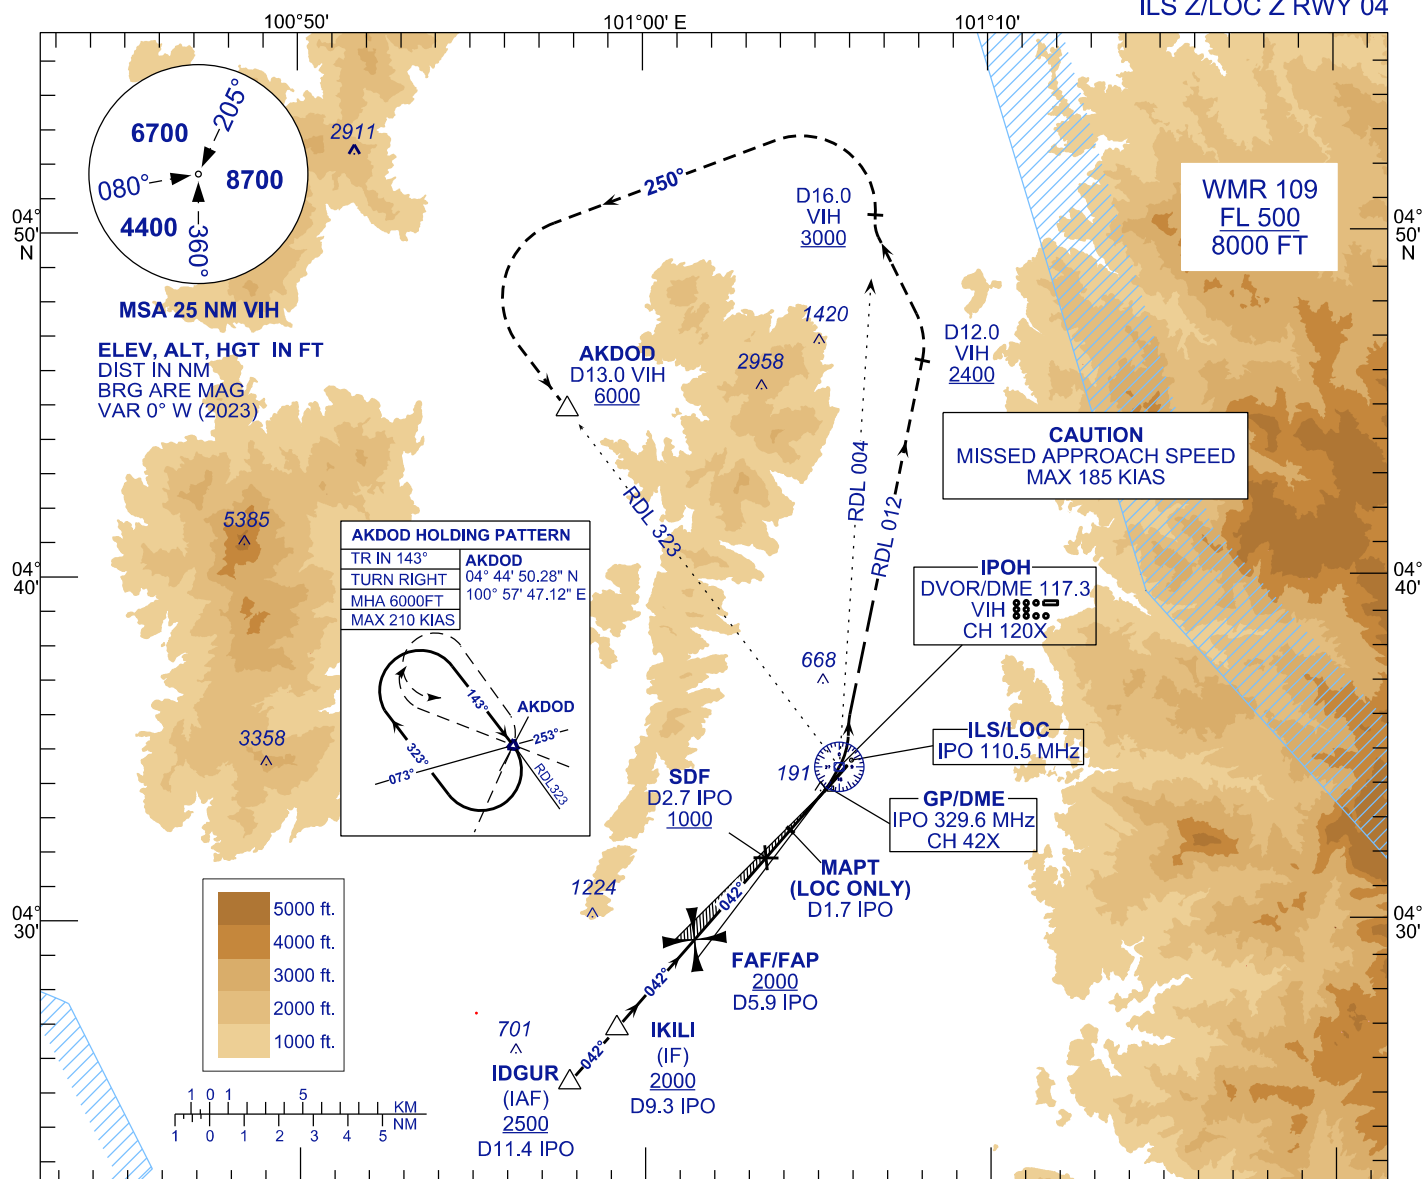 ILS Z/LOC Z RWY 04
100°50'
101°00' E
101°10'
6700
205°
8700
080°
4400
360°
MSA 25 NM VIH
ELEV, ALT, HGT IN FT
DIST IN NM
BRG ARE MAG
VAR 0° W (2023)
2911
250°
D16.0
VIH
3000
WMR 109
FL 500
8000 FT
04°
50'
N
04°
50'
N
1420
2958
D12.0
VIH
2400
AKDOD
D13.0 VIH
6000
CAUTION
MISSED APPROACH SPEED
MAX 185 KIAS
RDL 323
RDL 004
RDL 012
5385
AKDOD HOLDING PATTERN
TR IN 143°
TURN RIGHT
MHA 6000FT
MAX 210 KIAS
AKDOD
04° 44' 50.28" N
100° 57' 47.12" E
143°
AKDOD
253°
323°
073°
RDL323
04°
40'
04°
40'
IPOH
DVOR/DME 117.3
VIH
CH 120X
668
3358
ILS/LOC
IPO 110.5 MHz
191
SDF
D2.7 IPO
1000
GP/DME
IPO 329.6 MHz
CH 42X
MAPT
(LOC ONLY)
D1.7 IPO
1224
042°
04°
30'
04°
30'
5000 ft.
4000 ft.
3000 ft.
2000 ft.
1000 ft.
FAF/FAP
2000
D5.9 IPO
042°
701
IKILI
(IF)
2000
D9.3 IPO
042°
IDGUR
(IAF)
2500
D11.4 IPO
1 0 1 5 KM
NM
1 0 1 2 3 4 5